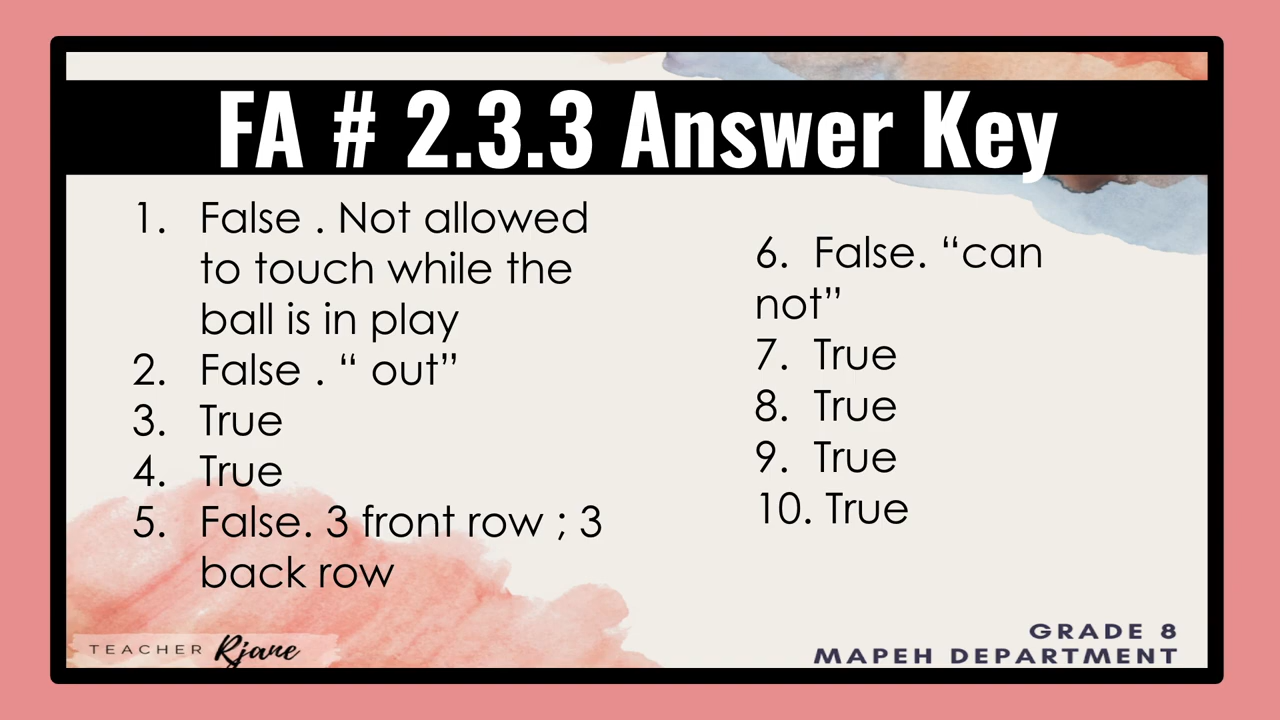 FA # 2.3.3 Answer Key
1. False . Not allowed
to touch while the
ball is in play
2. False . “ out”
3. True
4. True
5. False. 3 front row ; 3
back row
6. False. “can
not”
7. True
8. True
9. True
10. True
TEACHER Rjane
GRADE 8
MAPEH DEPARTMENT